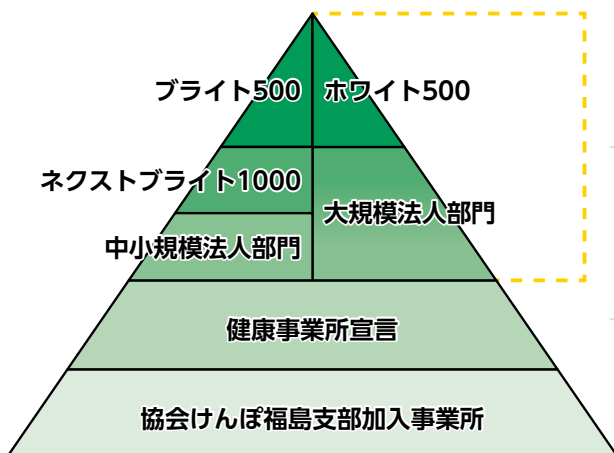 ブライト500
ホワイト500
ネクストブライト1000
大規模法人部門
中小規模法人部門
健康事業所宣言
協会けんぽ福島支部加入事業所